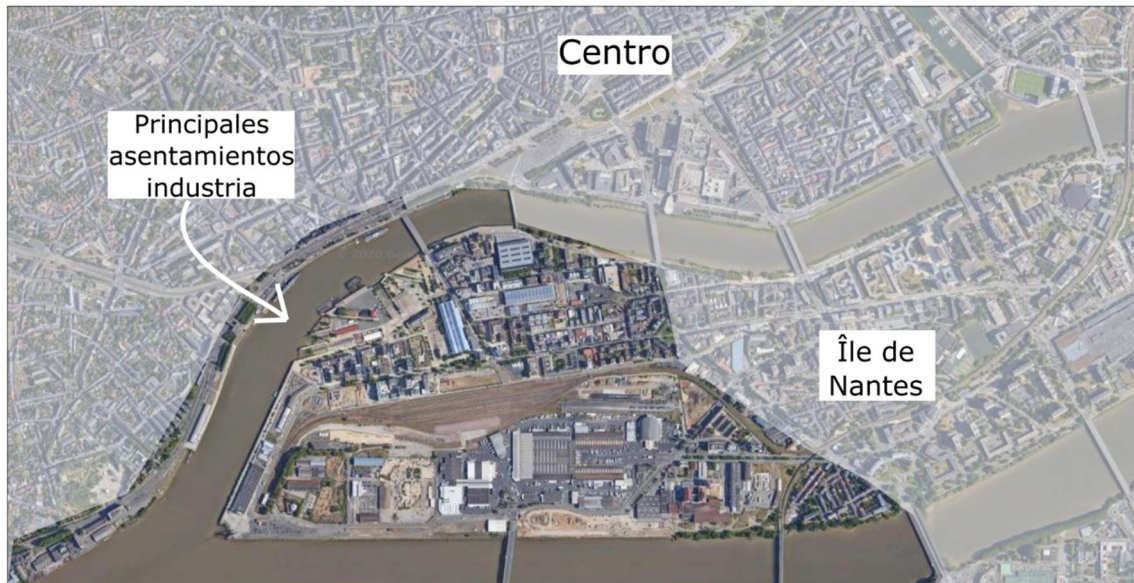 Centro
Principales
asentamientos
industria
Île de
Nantes